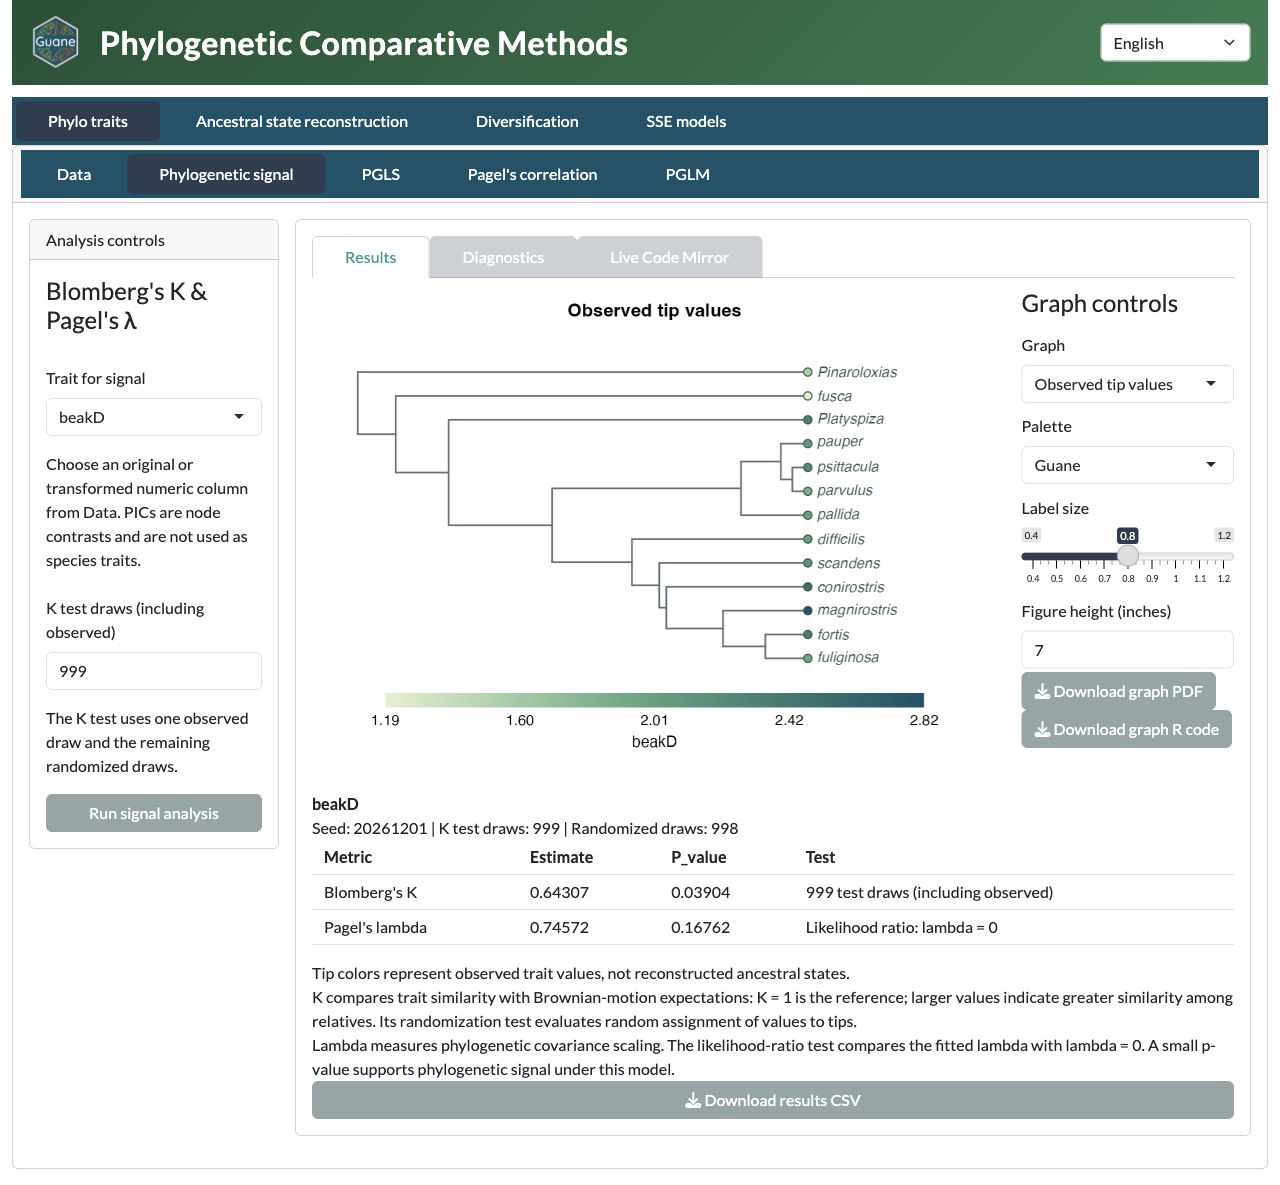 Guane
Phylogenetic Comparative Methods
English
Phylo traits
Ancestral state reconstruction
Diversification
SSE models
Data
Phylogenetic signal
PGLS
Pagel's correlation
PGLM
Analysis controls
Blomberg's K &
Pagel's λ
Trait for signal
beakD
Choose an original or
transformed numeric column
from Data. PICs are node
contrasts and are not used as
species traits.
K test draws (including
observed)
999
The K test uses one observed
draw and the remaining
randomized draws.
Run signal analysis
Results
Diagnostics
Live Code Mirror
Observed tip values
Pinaroloxias
fusca
Platyspiza
pauper
psittacula
parvulus
pallida
difficilis
scandens
conirostris
magnirostris
fortis
fuliginosa
1.19 1.60 2.01 2.42 2.82
beakD
Graph controls
Graph
Observed tip values
Palette
Guane
Label size
0.4 0.8 1.2
0.4 0.5 0.6 0.7 0.8 0.9 1 1.1 1.2
Figure height (inches)
7
Download graph PDF
Download graph R code
beakD
Seed: 20261201 | K test draws: 999 | Randomized draws: 998
Metric Estimate P_value Test
Blomberg's K 0.64307 0.03904 999 test draws (including observed)
Pagel's lambda 0.74572 0.16762 Likelihood ratio: lambda = 0
Tip colors represent observed trait values, not reconstructed ancestral states.
K compares trait similarity with Brownian-motion expectations: K = 1 is the reference; larger values indicate greater similarity among
relatives. Its randomization test evaluates random assignment of values to tips.
Lambda measures phylogenetic covariance scaling. The likelihood-ratio test compares the fitted lambda with lambda = 0. A small p-
value supports phylogenetic signal under this model.
Download results CSV